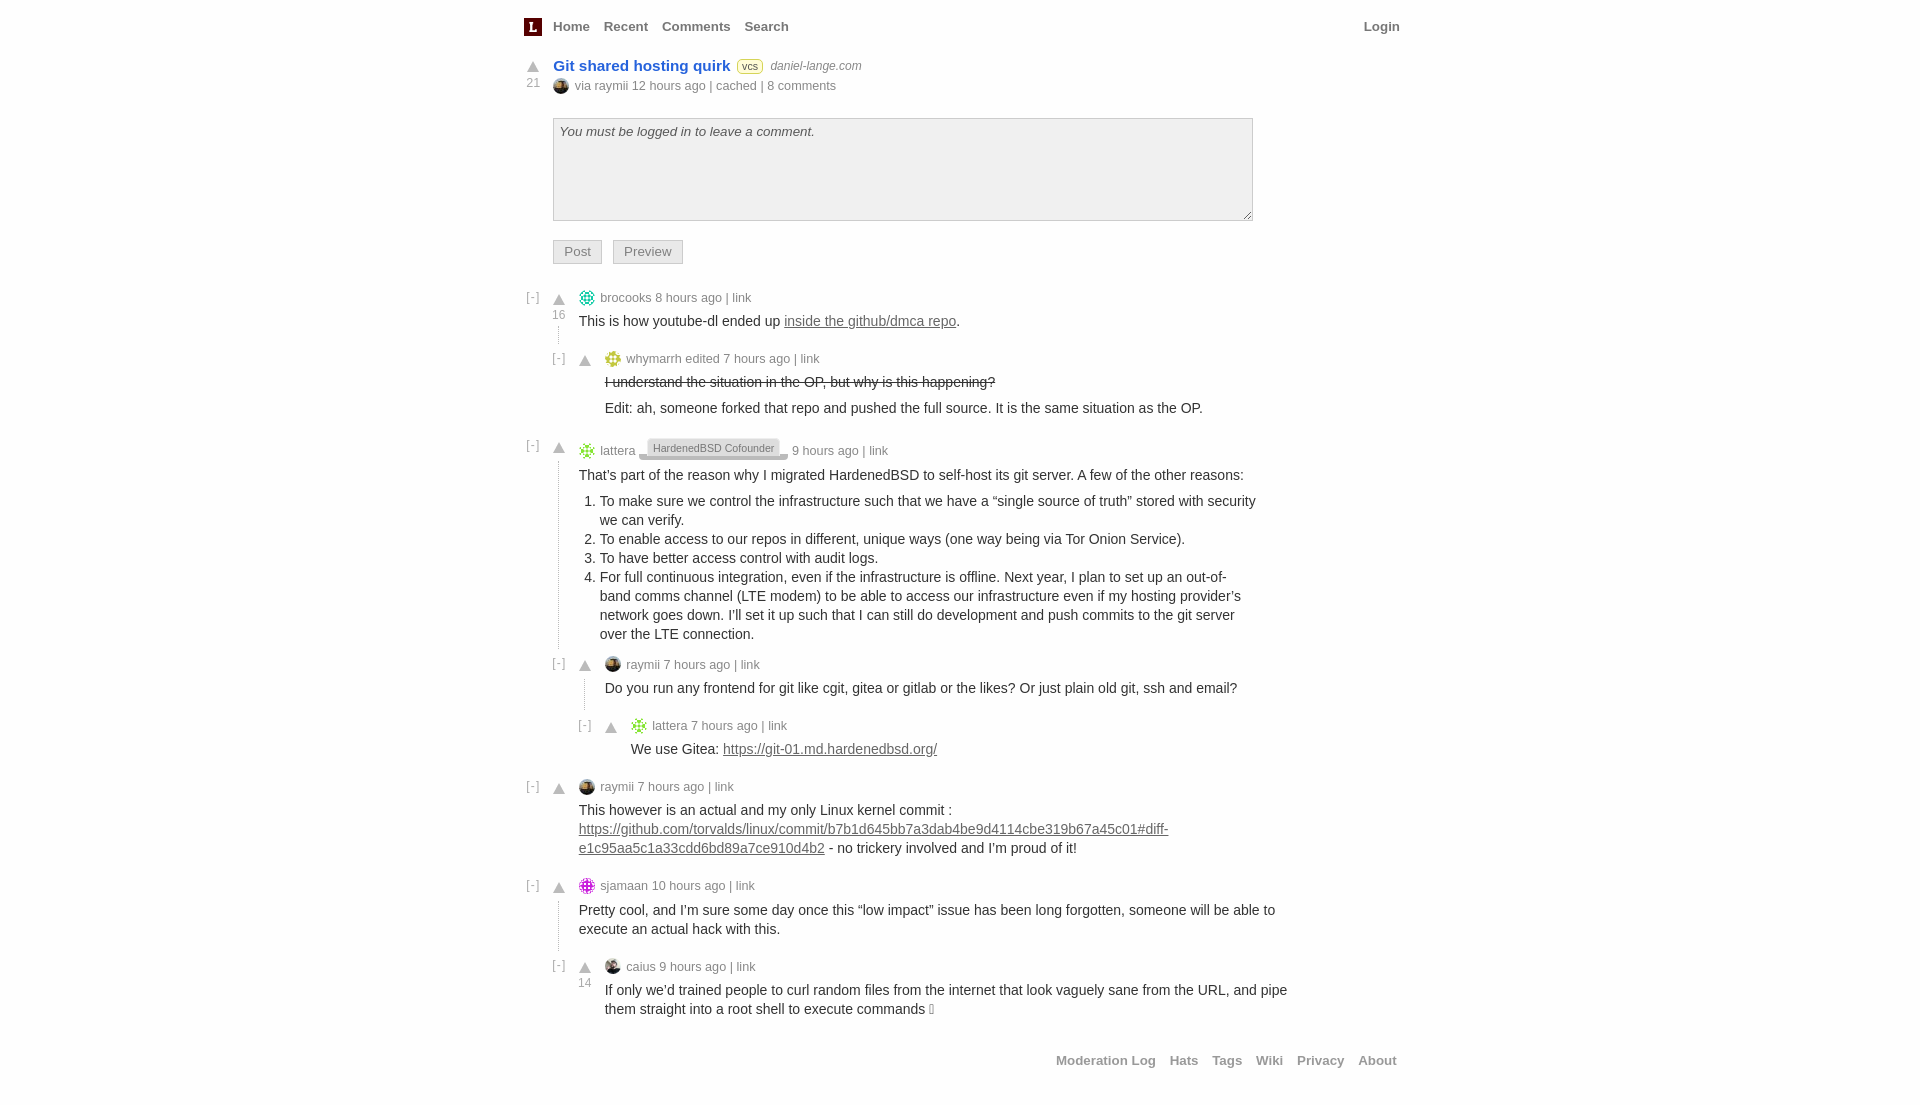 L Home Recent Comments Search Login
Git shared hosting quirk vcs daniel-lange.com
21
via raymii 12 hours ago | cached | 8 comments
You must be logged in to leave a comment.
Post Preview
[-] brocooks 8 hours ago | link
16
This is how youtube-dl ended up inside the github/dmca repo.
[-] whymarrh edited 7 hours ago | link
I understand the situation in the OP, but why is this happening?
Edit: ah, someone forked that repo and pushed the full source. It is the same situation as the OP.
[-] lattera HardenedBSD Cofounder 9 hours ago | link
That’s part of the reason why I migrated HardenedBSD to self-host its git server. A few of the other reasons:
1. To make sure we control the infrastructure such that we have a “single source of truth” stored with security
we can verify.
2. To enable access to our repos in different, unique ways (one way being via Tor Onion Service).
3. To have better access control with audit logs.
4. For full continuous integration, even if the infrastructure is offline. Next year, I plan to set up an out-of-
band comms channel (LTE modem) to be able to access our infrastructure even if my hosting provider’s
network goes down. I’ll set it up such that I can still do development and push commits to the git server
over the LTE connection.
[-] raymii 7 hours ago | link
Do you run any frontend for git like cgit, gitea or gitlab or the likes? Or just plain old git, ssh and email?
[-] lattera 7 hours ago | link
We use Gitea: https://git-01.md.hardenedbsd.org/
[-] raymii 7 hours ago | link
This however is an actual and my only Linux kernel commit :
https://github.com/torvalds/linux/commit/b7b1d645bb7a3dab4be9d4114cbe319b67a45c01#diff-
e1c95aa5c1a33cdd6bd89a7ce910d4b2 - no trickery involved and I’m proud of it!
[-] sjamaan 10 hours ago | link
Pretty cool, and I’m sure some day once this “low impact” issue has been long forgotten, someone will be able to
execute an actual hack with this.
[-] caius 9 hours ago | link
14
If only we’d trained people to curl random files from the internet that look vaguely sane from the URL, and pipe
them straight into a root shell to execute commands
Moderation Log Hats Tags Wiki Privacy About